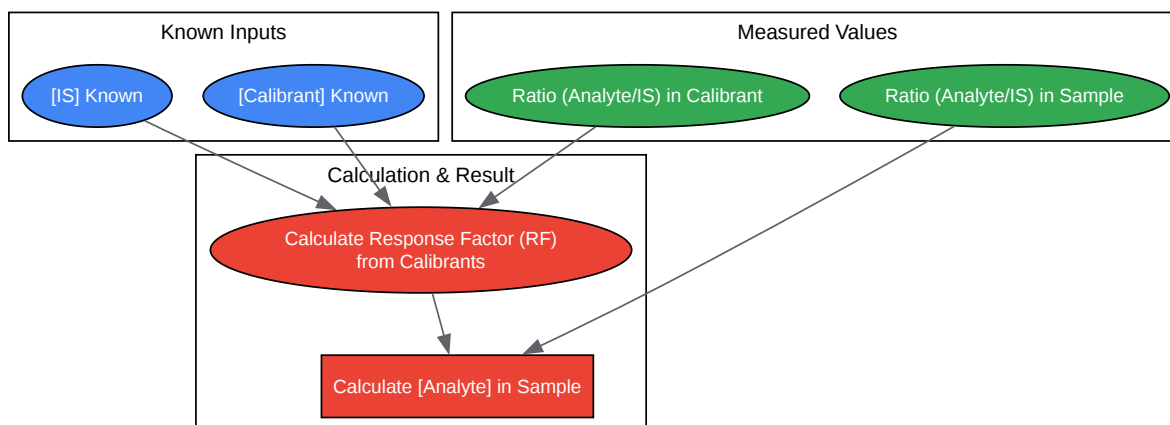 Known Inputs
Measured Values
[IS] Known
[Calibrant] Known
Ratio (Analyte/IS) in Calibrant
Ratio (Analyte/IS) in Sample
Calculation & Result
Calculate Response Factor (RF)
from Calibrants
Calculate [Analyte] in Sample